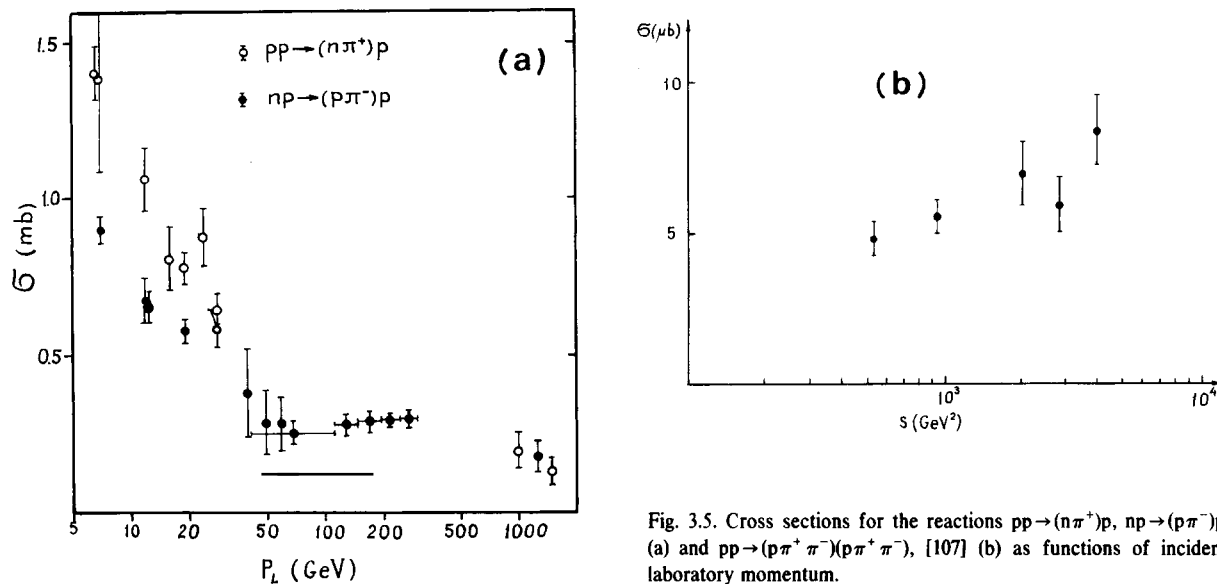 1.5
1.0
0.5
σ (mb)
pp→(nπ⁺)p
np→(pπ⁻)p
(a)
5 10 20 50 100 200 500 1000
P_L (GeV)
σ(μb)
10
5
(b)
10³ 10⁴
s (GeV²)
Fig. 3.5. Cross sections for the reactions pp→(nπ⁺)p, np→(pπ⁻)p
(a) and pp→(pπ⁺ π⁻)(pπ⁺ π⁻), [107] (b) as functions of inciden
laboratory momentum.